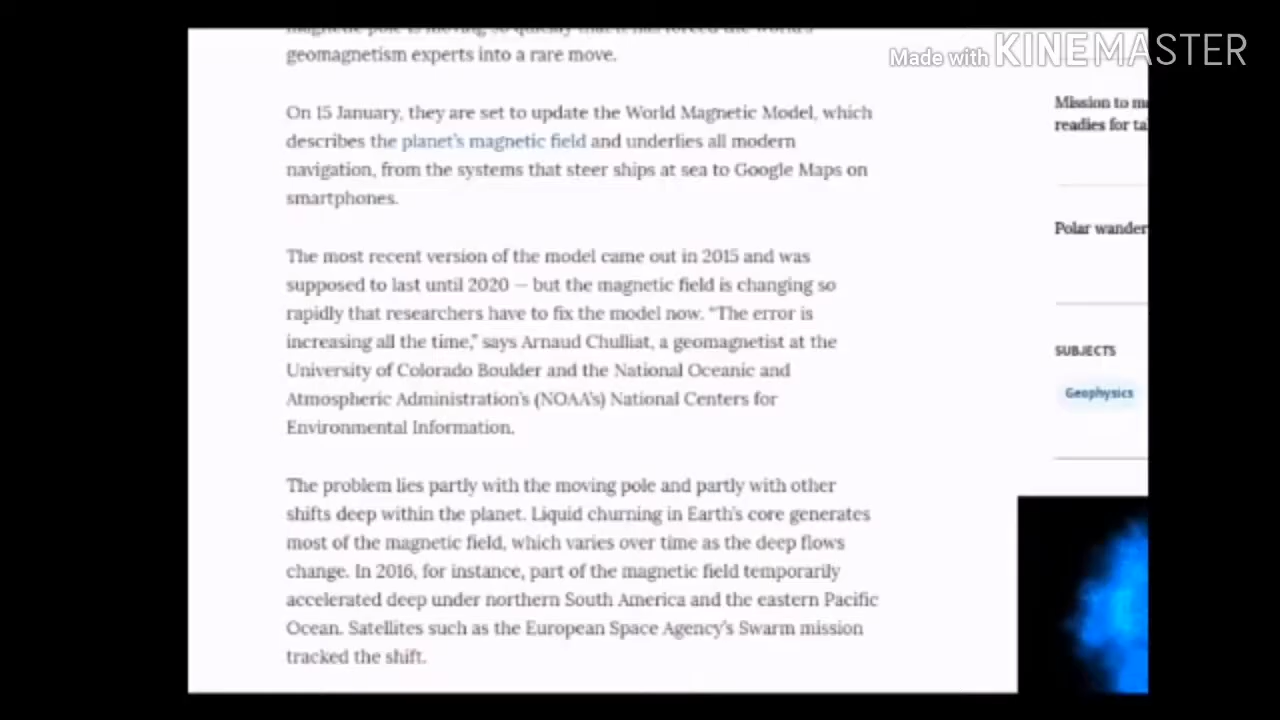 Made with KINEMASTER
geomagnetism experts into a rare move.
On 15 January, they are set to update the World Magnetic Model, which
describes the planet's magnetic field and underlies all modern
navigation, from the systems that steer ships at sea to Google Maps on
smartphones.
The most recent version of the model came out in 2015 and was
supposed to last until 2020 — but the magnetic field is changing so
rapidly that researchers have to fix the model now. “The error is
increasing all the time,” says Arnaud Chulliat, a geomagnetist at the
University of Colorado Boulder and the National Oceanic and
Atmospheric Administration's (NOAA's) National Centers for
Environmental Information.
The problem lies partly with the moving pole and partly with other
shifts deep within the planet. Liquid churning in Earth's core generates
most of the magnetic field, which varies over time as the deep flows
change. In 2016, for instance, part of the magnetic field temporarily
accelerated deep under northern South America and the eastern Pacific
Ocean. Satellites such as the European Space Agency's Swarm mission
tracked the shift.
Mission to
readies for
Polar
SUBJECTS
Geophysics